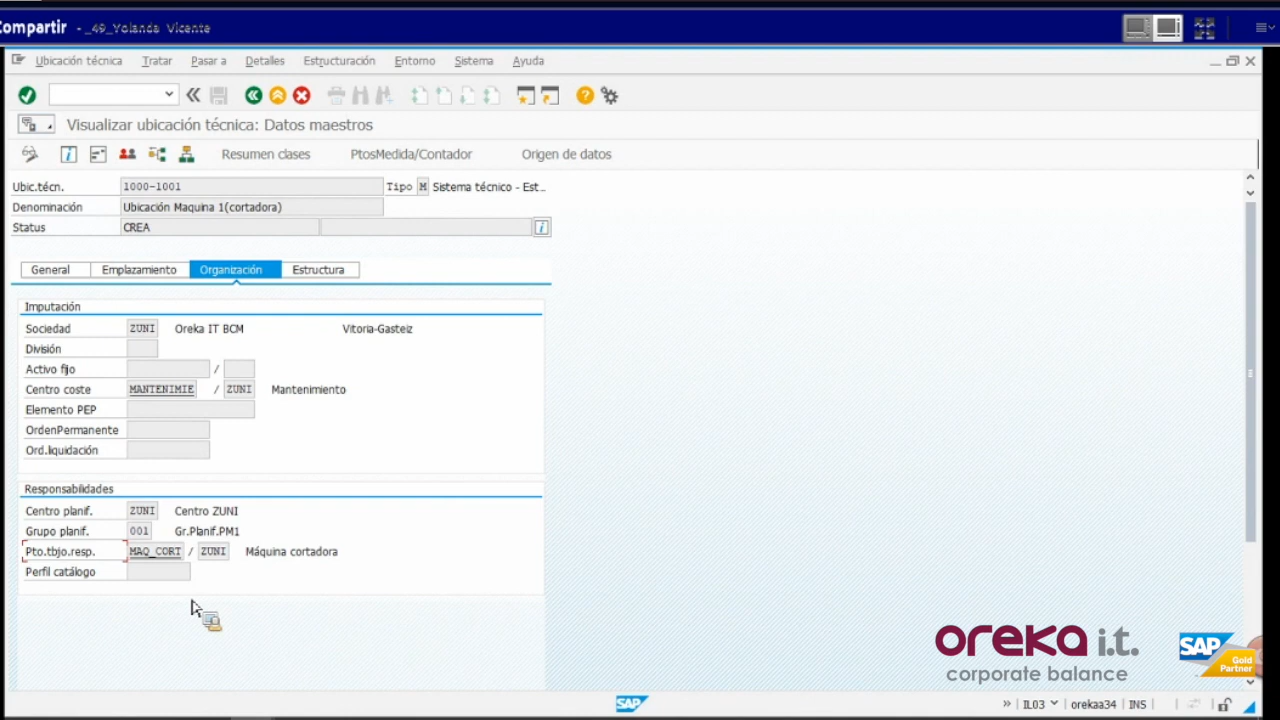 Compartir - _49_Yolanda Vicente
Ubicación técnica Tratar Pasar a Detalles Estructuración Entorno Sistema Ayuda
Visualizar ubicación técnica: Datos maestros
Resumen clases PtosMedida/Contador Origen de datos
Ubic.técn. 1000-1001 Tipo M Sistema técnico - Est..
Denominación Ubicación Maquina 1(cortadora)
Status CREA
General Emplazamiento Organización Estructura
Imputación
Sociedad ZUNI Oreka IT BCM Vitoria-Gasteiz
División
Activo fijo /
Centro coste MANTENIMIE / ZUNI Mantenimiento
Elemento PEP
OrdenPermanente
Ord.liquidación
Responsabilidades
Centro planif. ZUNI Centro ZUNI
Grupo planif. 001 Gr.Planif.PM1
Pto.tbjo.resp. MAQ_CORT / ZUNI Máquina cortadora
Perfil catálogo
oreka i.t.
corporate balance
SAP Gold Partner
SAP
» IL03 orekaa34 INS